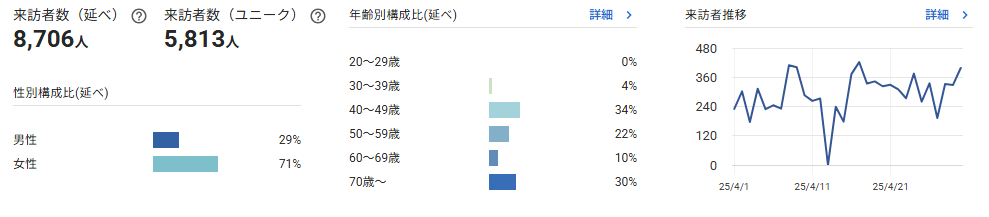 来訪者数（延べ） ?
8,706人
来訪者数（ユニーク） ?
5,813人
性別構成比(延べ)
男性 29%
女性 71%
年齢別構成比(延べ) 詳細 >
20〜29歳 0%
30〜39歳 4%
40〜49歳 34%
50〜59歳 22%
60〜69歳 10%
70歳〜 30%
来訪者推移 詳細 >
480
360
240
120
0
25/4/1 25/4/11 25/4/21